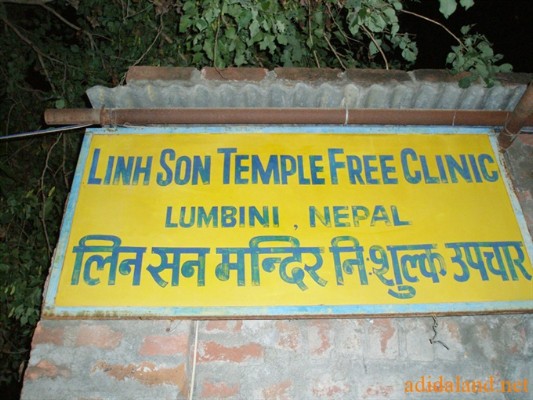 LINH SON TEMPLE FREE CLINIC
LUMBINI, NEPAL
लिन सन मन्दिर निःशुल्क उपचार
adidaland.net